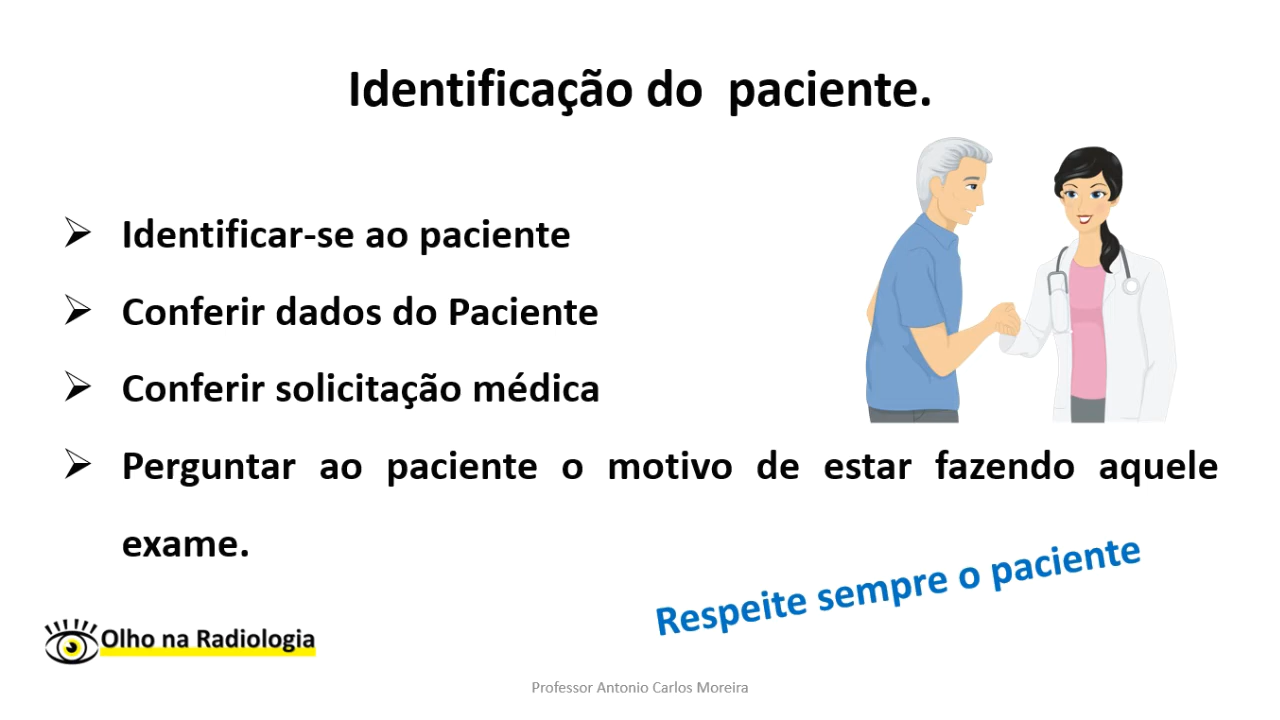 Identificação do paciente.
Identificar-se ao paciente
Conferir dados do Paciente
Conferir solicitação médica
Perguntar ao paciente o motivo de estar fazendo aquele
exame.
Respeite sempre o paciente
Olho na Radiologia
Professor Antonio Carlos Moreira